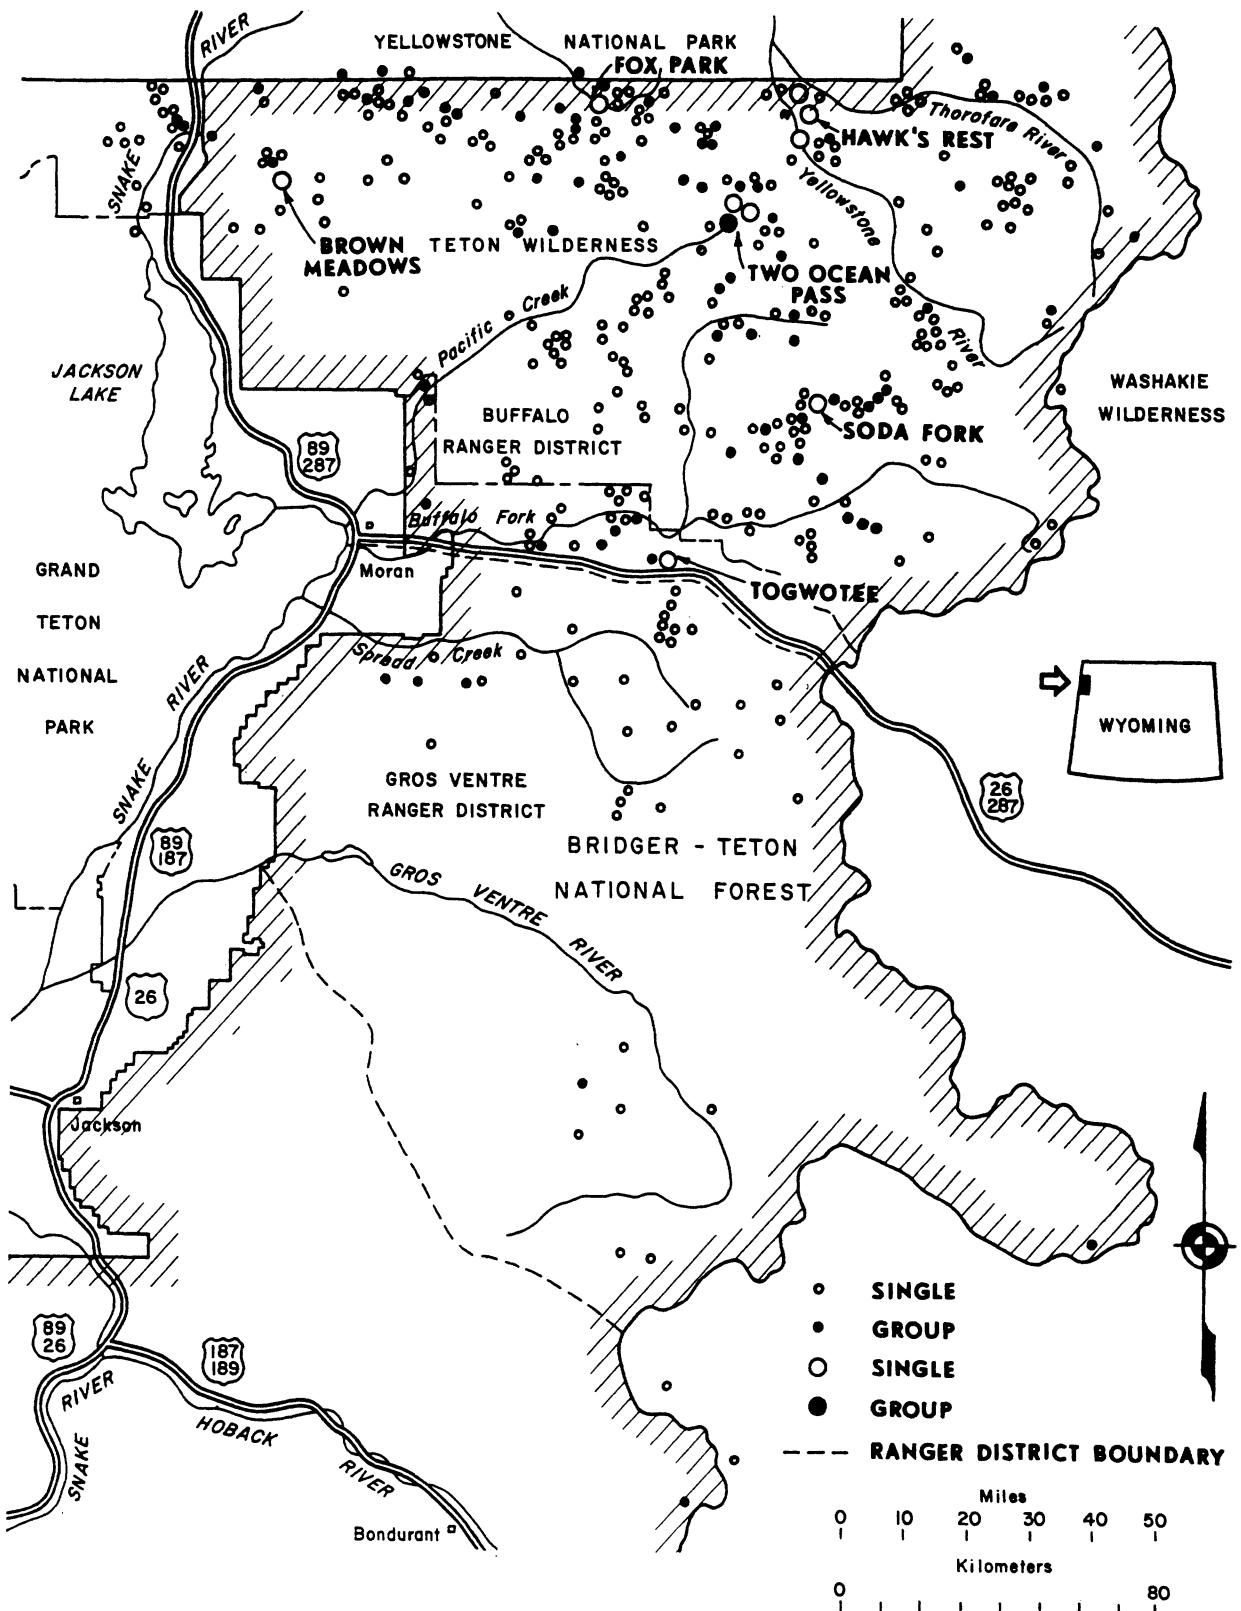 YELLOWSTONE NATIONAL PARK
RIVER
FOX PARK
Thorofare River
HAWK'S REST
SNAKE
Yellowstone
BROWN
MEADOWS
TETON WILDERNESS
TWO OCEAN
PASS
Pacific Creek
River
JACKSON
LAKE
WASHAKIE
WILDERNESS
BUFFALO
RANGER DISTRICT
SODA FORK
89
287
Buffalo Fork
Moran
TOGWOTEE
GRAND
TETON
NATIONAL
PARK
Spread Creek
RIVER
SNAKE
WYOMING
GROS VENTRE
RANGER DISTRICT
26
287
89
187
BRIDGER - TETON
NATIONAL FOREST
GROS VENTRE RIVER
26
Jackson
89
26
187
189
RIVER
SNAKE
HOBACK
RIVER
Bondurant
SINGLE
GROUP
SINGLE
GROUP
RANGER DISTRICT BOUNDARY
Miles
0 10 20 30 40 50
Kilometers
0 80